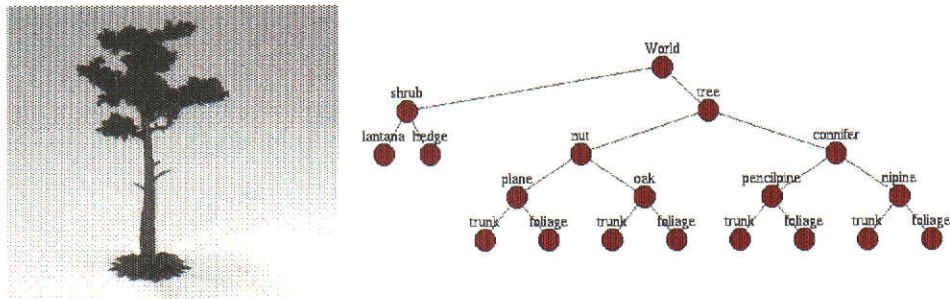 World
shrub tree
lantana hedge nut connifer
plane oak pencilpine nipine
trunk foliage trunk foliage trunk foliage trunk foliage